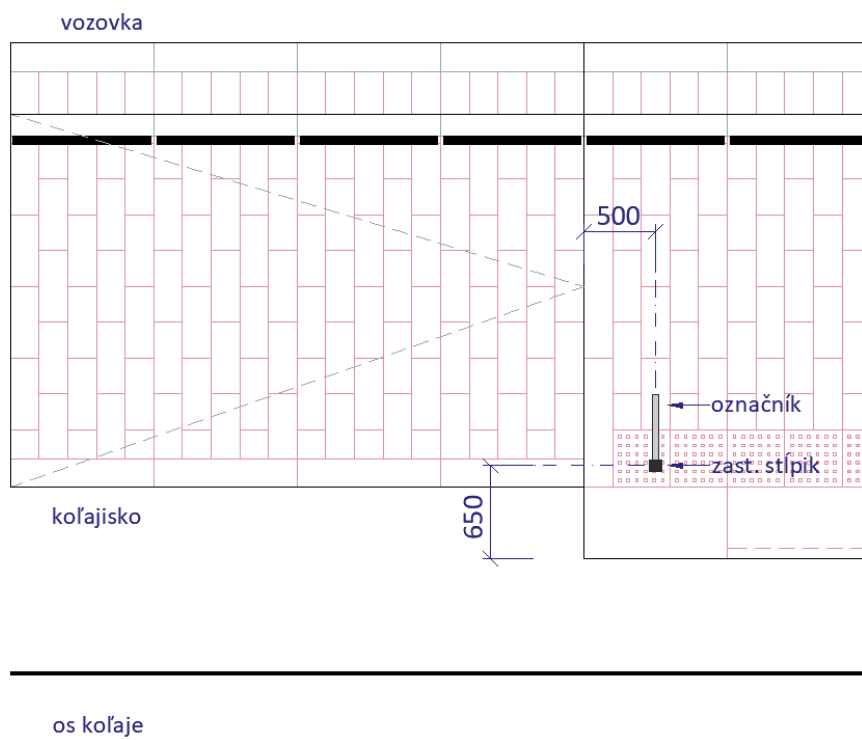 vozovka
500
označník
zast. stĺpik
650
koľajisko
os koľaje